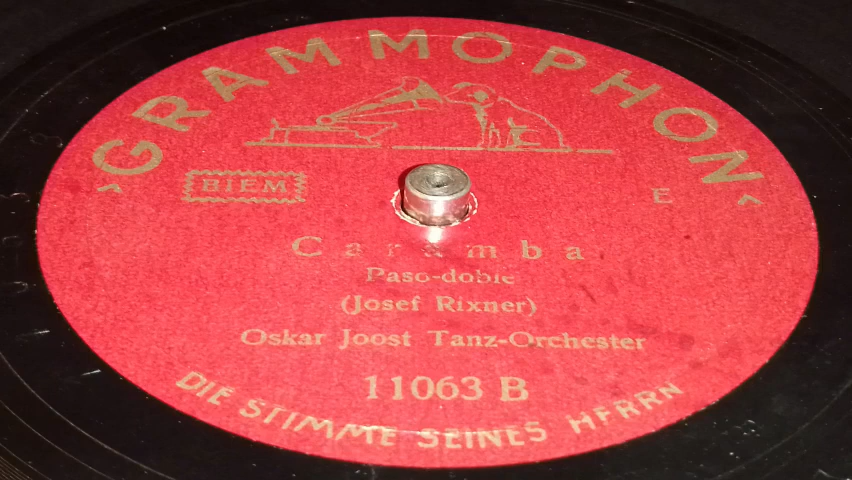 ›GRAMMOPHON‹
BIEM
E
Caramba
Paso-doble
(Josef Rixner)
Oskar Joost Tanz-Orchester
11063 B
DIE STIMME SEINES HERRN